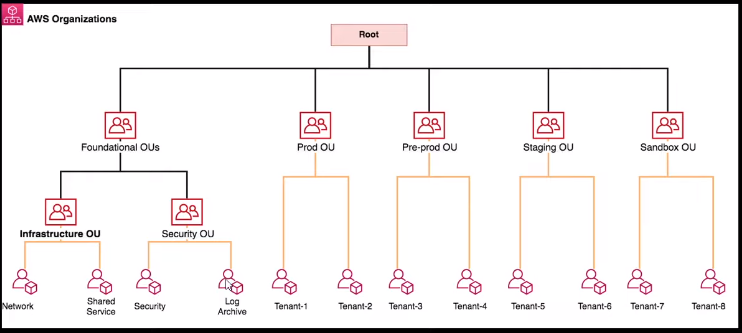 AWS Organizations
Root
Foundational OUs
Prod OU
Pre-prod OU
Staging OU
Sandbox OU
Infrastructure OU
Security OU
Network
Shared
Service
Security
Log
Archive
Tenant-1
Tenant-2
Tenant-3
Tenant-4
Tenant-5
Tenant-6
Tenant-7
Tenant-8